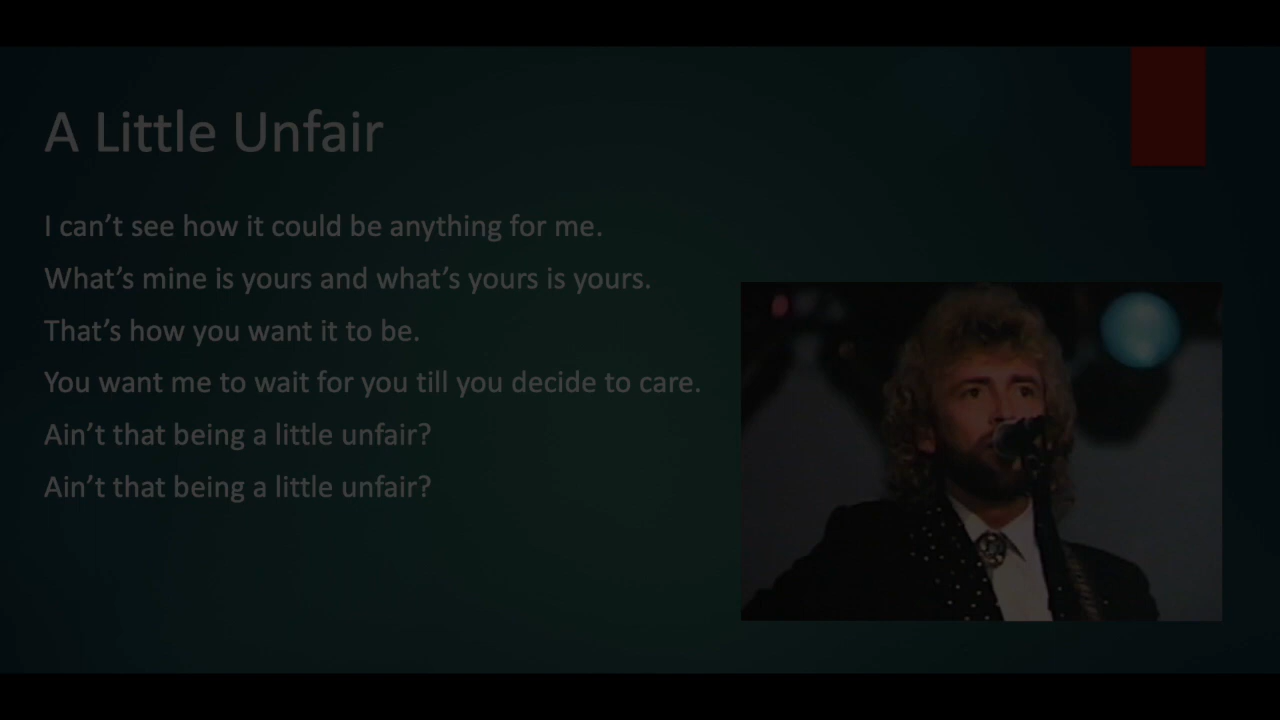 A Little Unfair
I can’t see how it could be anything for me.
What’s mine is yours and what’s yours is yours.
That’s how you want it to be.
You want me to wait for you till you decide to care.
Ain’t that being a little unfair?
Ain’t that being a little unfair?